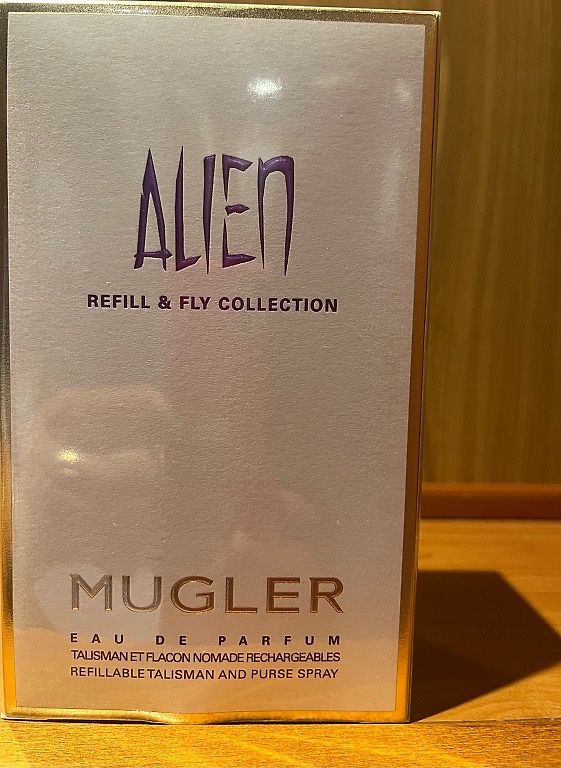 ALIEN
REFILL & FLY COLLECTION
MUGLER
EAU DE PARFUM
TALISMAN ET FLACON NOMADE RECHARGEABLES
REFILLABLE TALISMAN AND PURSE SPRAY